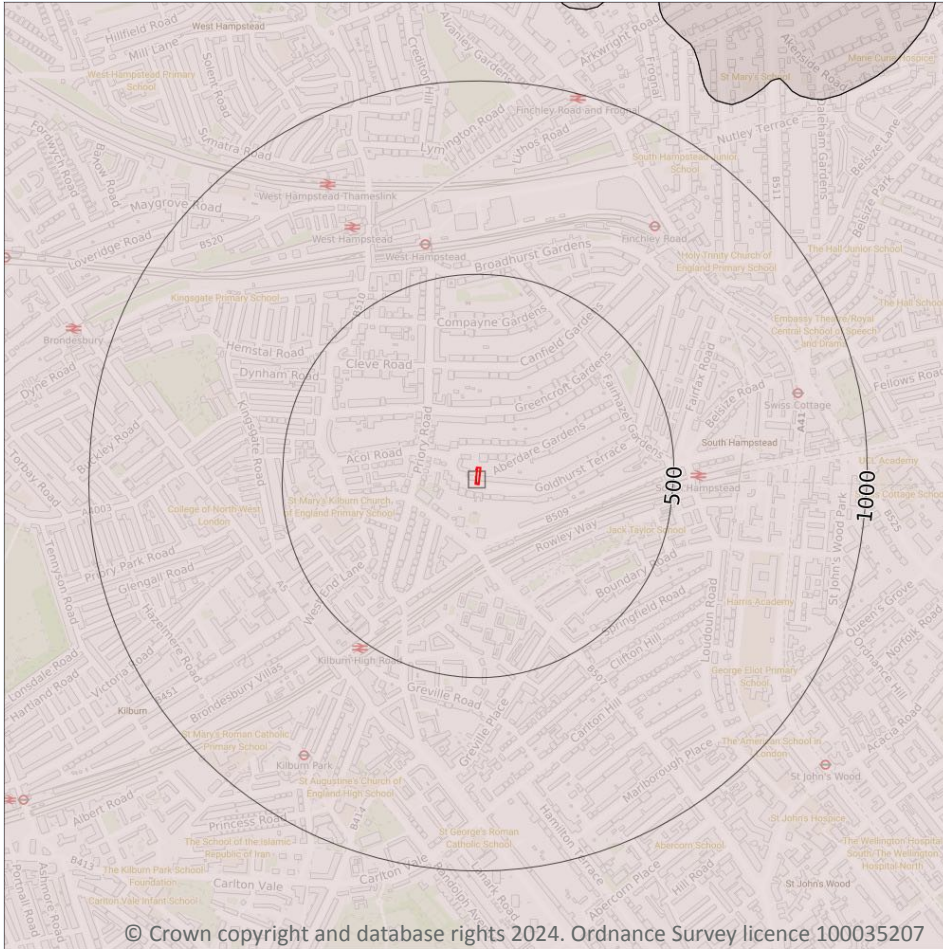 Hillfield Road
West Hampstead
Mill Lane
Solent Road
West Hampstead Primary
School
Alvanley Gardens
Crediton Hill
Arkwright Road
Frognal
Akenside Road
Marie Curie Hospice
St Mary's School
Fordwych Road
Sumatra Road
Lymington Road
Lithos Road
Finchley Road and Frognal
Nutley Terrace
Daleham Gardens
Belsize Lane
South Hampstead Junior
School
West Hampstead Thameslink
Maygrove Road
B511
Belsize Park
West Hampstead
West Hampstead
Finchley Road
Loveridge Road
B520
Broadhurst Gardens
The Hall Junior School
Holy Trinity Church of
England Primary School
Kingsgate Primary School
B510
The Hall School
Brondesbury
Compayne Gardens
Canfield Gardens
Embassy Theatre/Royal
Central School of Speech
and Drama
Hemstal Road
Dynham Road
Cleve Road
Fairfax Road
Dyne Road
Greencroft Gardens
Fairhazel Gardens
Belsize Road
Fellows Road
Swiss Cottage
Torbay Road
Buckley Road
Kingsgate Road
Priory Road
Aberdare Gardens
A41
South Hampstead
Acol Road
Goldhurst Terrace
UCL Academy
500
South Hampstead
1000
Cottage School
A4003
College of North West
London
St Mary's Kilburn Church
of England Primary School
B509
Rowley Way
Jack Taylor School
B525
St John's Wood Park
Tennyson Road
Priory Park Road
Glengall Road
A5
West End Lane
Boundary Road
Springfield Road
Harris Academy
Queen's Grove
Norfolk Road
Hazelmere Road
Loudoun Road
Clifton Hill
Ordnance Hill
Lonsdale Road
Hartland Road
Victoria Road
Kilburn High Road
B507
George Eliot Primary
School
Kilburn
B451
Brondesbury Villas
Greville Road
Greville Place
Carlton Hill
Acacia Road
St Mary's Roman Catholic
Primary School
Marlborough Place
The American School in
London
Kilburn Park
St John's Wood
St Augustine's Church of
England High School
Albert Road
Princess Road
B414
Hamilton Terrace
St John's Hospice
The School of the Islamic
Republic of Iran
St George's Roman
Catholic School
Abercorn School
The Wellington Hospital
South/The Wellington
Hospital North
B413
The Kilburn Park School
Foundation
Carlton Vale
Carlton Vale
Abercorn Place
Hill Road
St John's Wood
Portnall Road
Ashmore Road
Carlton Vale Infant School
Randolph Avenue
© Crown copyright and database rights 2024. Ordnance Survey licence 100035207